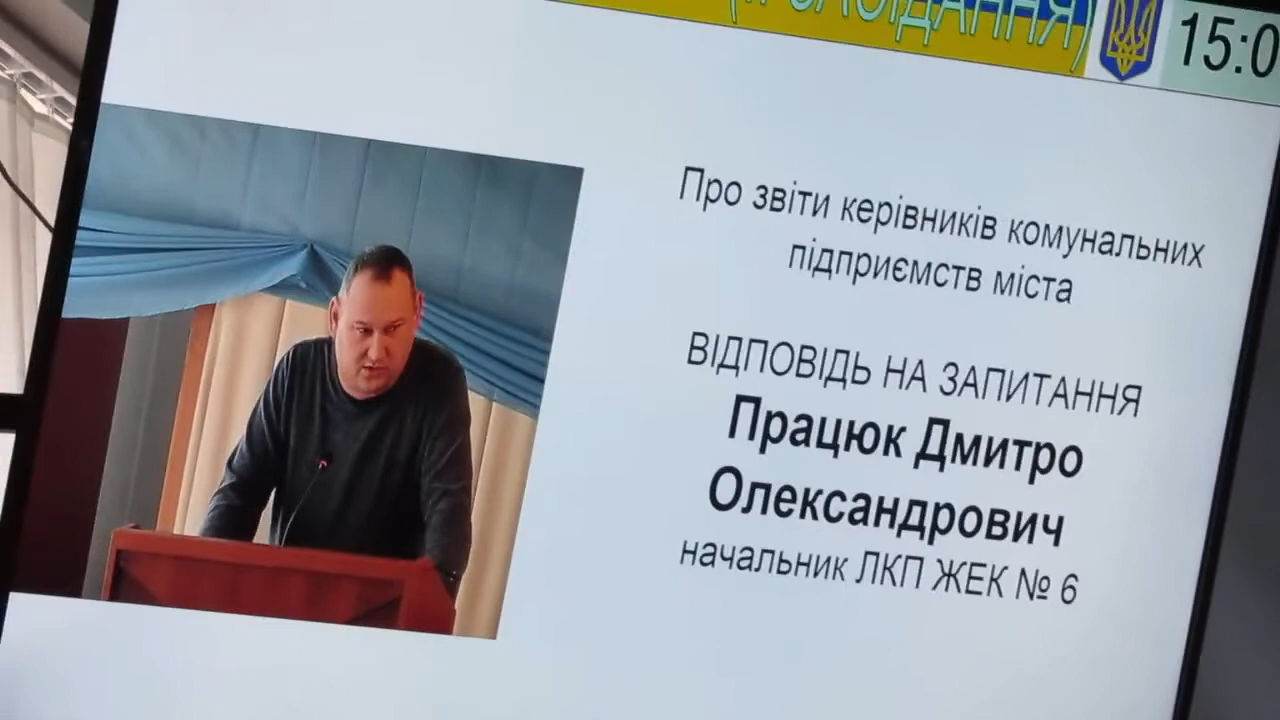 15:0
Про звіти керівників комунальних
підприємств міста
ВІДПОВІДЬ НА ЗАПИТАННЯ
Працюк Дмитро
Олександрович
начальник ЛКП ЖЕК № 6